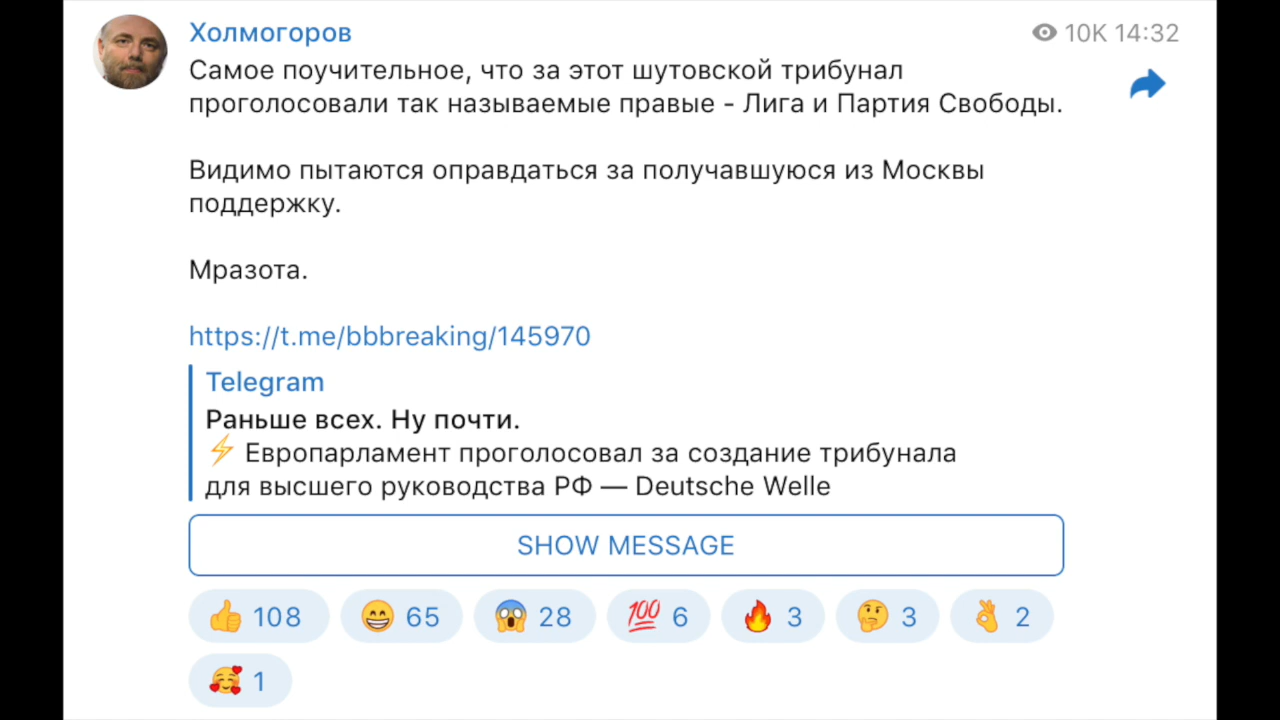 Холмогоров 10K 14:32
Самое поучительное, что за этот шутовской трибунал
проголосовали так называемые правые - Лига и Партия Свободы.
Видимо пытаются оправдаться за получавшуюся из Москвы
поддержку.
Мразота.
https://t.me/bbbreaking/145970
Telegram
Раньше всех. Ну почти.
⚡ Европарламент проголосовал за создание трибунала
для высшего руководства РФ — Deutsche Welle
SHOW MESSAGE
👍 108 😁 65 😱 28 💯 6 🔥 3 🤔 3 👌 2
🥰 1